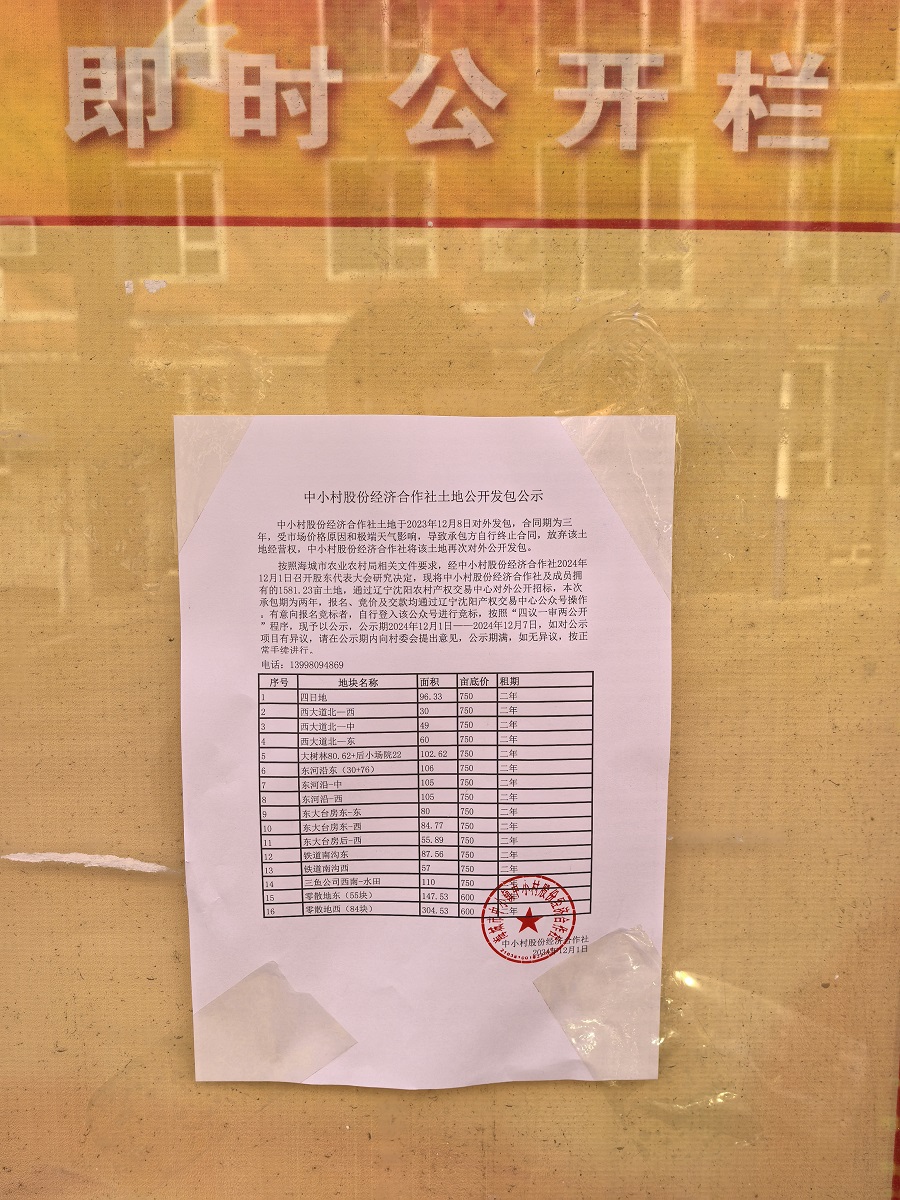 即时公开栏
中小村股份经济合作社土地公开发包公示
中小村股份经济合作社土地于2023年12月8日对外发包，合同期为三
年，受市场价格原因和极端天气影响，导致承包方自行终止合同，放弃该土
地经营权，中小村股份经济合作社将该土地再次对外公开发包。
按照海城市农业农村局相关文件要求，经中小村股份经济合作社2024年
12月1日召开股东代表大会研究决定，现将中小村股份经济合作社及成员拥
有的1581.23亩土地，通过辽宁沈阳农村产权交易中心对外公开招标，本次
承包期为两年，报名、竞价及交款均通过辽宁沈阳产权交易中心公众号操作
，有意向报名竞标者，自行登入该公众号进行竞标，按照“四议一审两公开
”程序，现予以公示，公示期2024年12月1日——2024年12月7日，如对公示
项目有异议，请在公示期内向村委会提出意见，公示期满，如无异议，按正
常手续进行。
电话：13998094869
序号 地块名称 面积 亩底价 租期
1 四日地 96.33 750 二年
2 西大道北—西 30 750 二年
3 西大道北—中 49 750 二年
4 西大道北—东 60 750 二年
5 大树林80.62+后小场院22 102.62 750 二年
6 东河沿东（30+76） 106 750 二年
7 东河沿-中 105 750 二年
8 东河沿-西 105 750 二年
9 东大台房东-东 80 750 二年
10 东大台房东-西 84.77 750 二年
11 东大台房后-西 55.89 750 二年
12 铁道南沟东 87.56 750 二年
13 铁道南沟西 57 750 二年
14 三鱼公司西南-水田 110 750 二年
15 零散地东（55块） 147.53 600 二年
16 零散地西（84块） 304.53 600 二年
中小村股份经济合作社
2024年12月1日